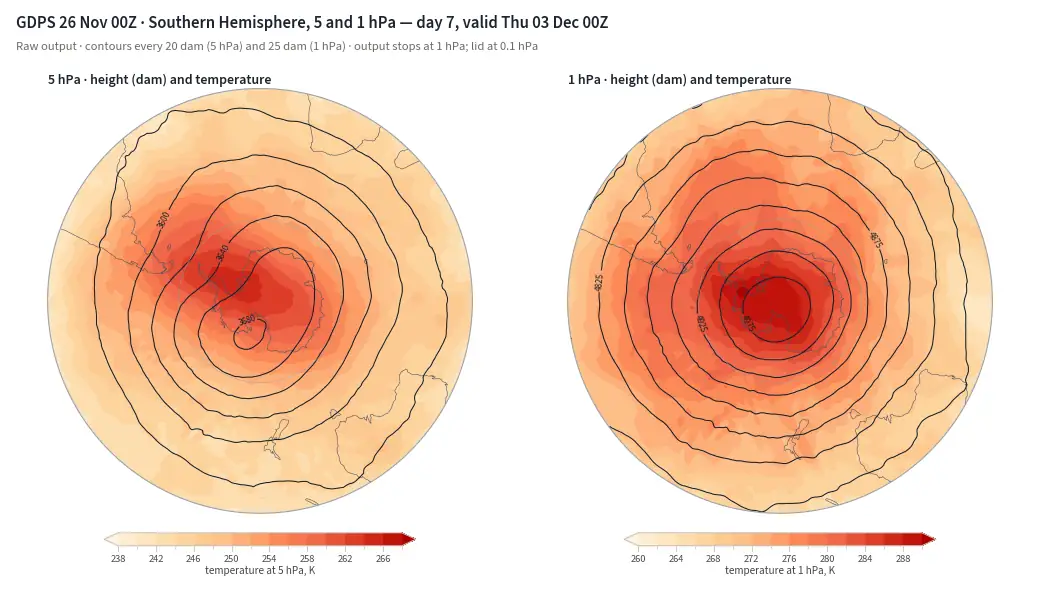 GDPS 26 Nov 00Z · Southern Hemisphere, 5 and 1 hPa — day 7, valid Thu 03 Dec 00Z
Raw output · contours every 20 dam (5 hPa) and 25 dam (1 hPa) · output stops at 1 hPa; lid at 0.1 hPa
5 hPa · height (dam) and temperature
3600
3640
3680
238 242 246 250 254 258 262 266
temperature at 5 hPa, K
1 hPa · height (dam) and temperature
4875
4825
4925
4975
260 264 268 272 276 280 284 288
temperature at 1 hPa, K